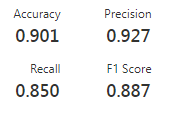 Accuracy Precision
0.901 0.927
Recall F1 Score
0.850 0.887